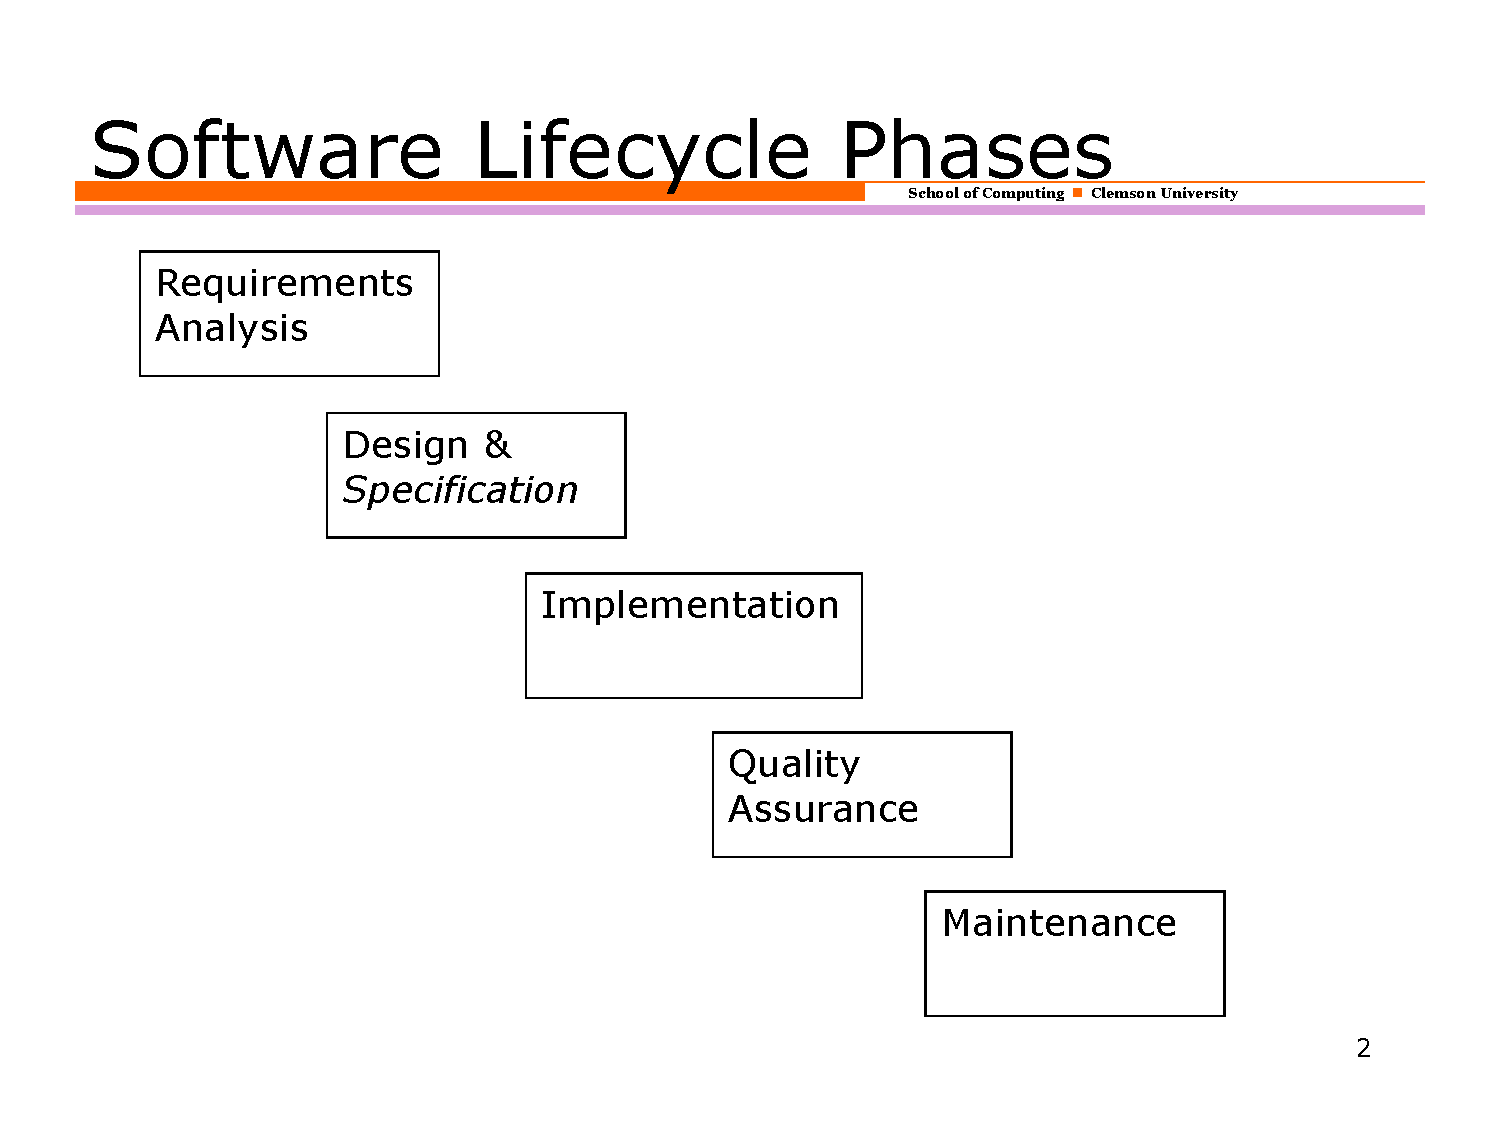 Software Lifecycle Phases
School of Computing ■ Clemson University
Requirements
Analysis
Design &
Specification
Implementation
Quality
Assurance
Maintenance
2